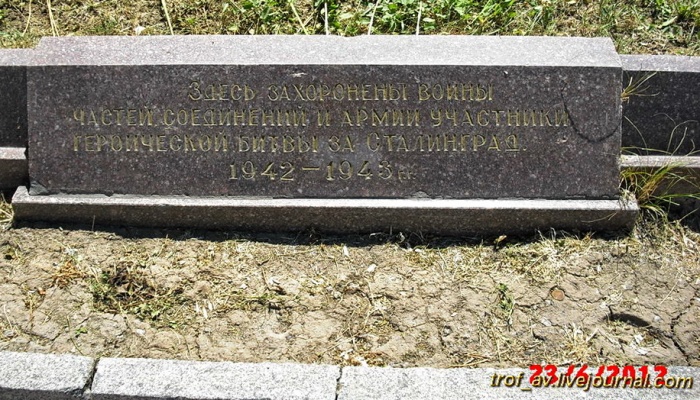 Здесь захоронены воины
частей соединений и армий участники
героической битвы за Сталинград.
1942–1943 гг.
23/6/2013
trof_av.livejournal.com